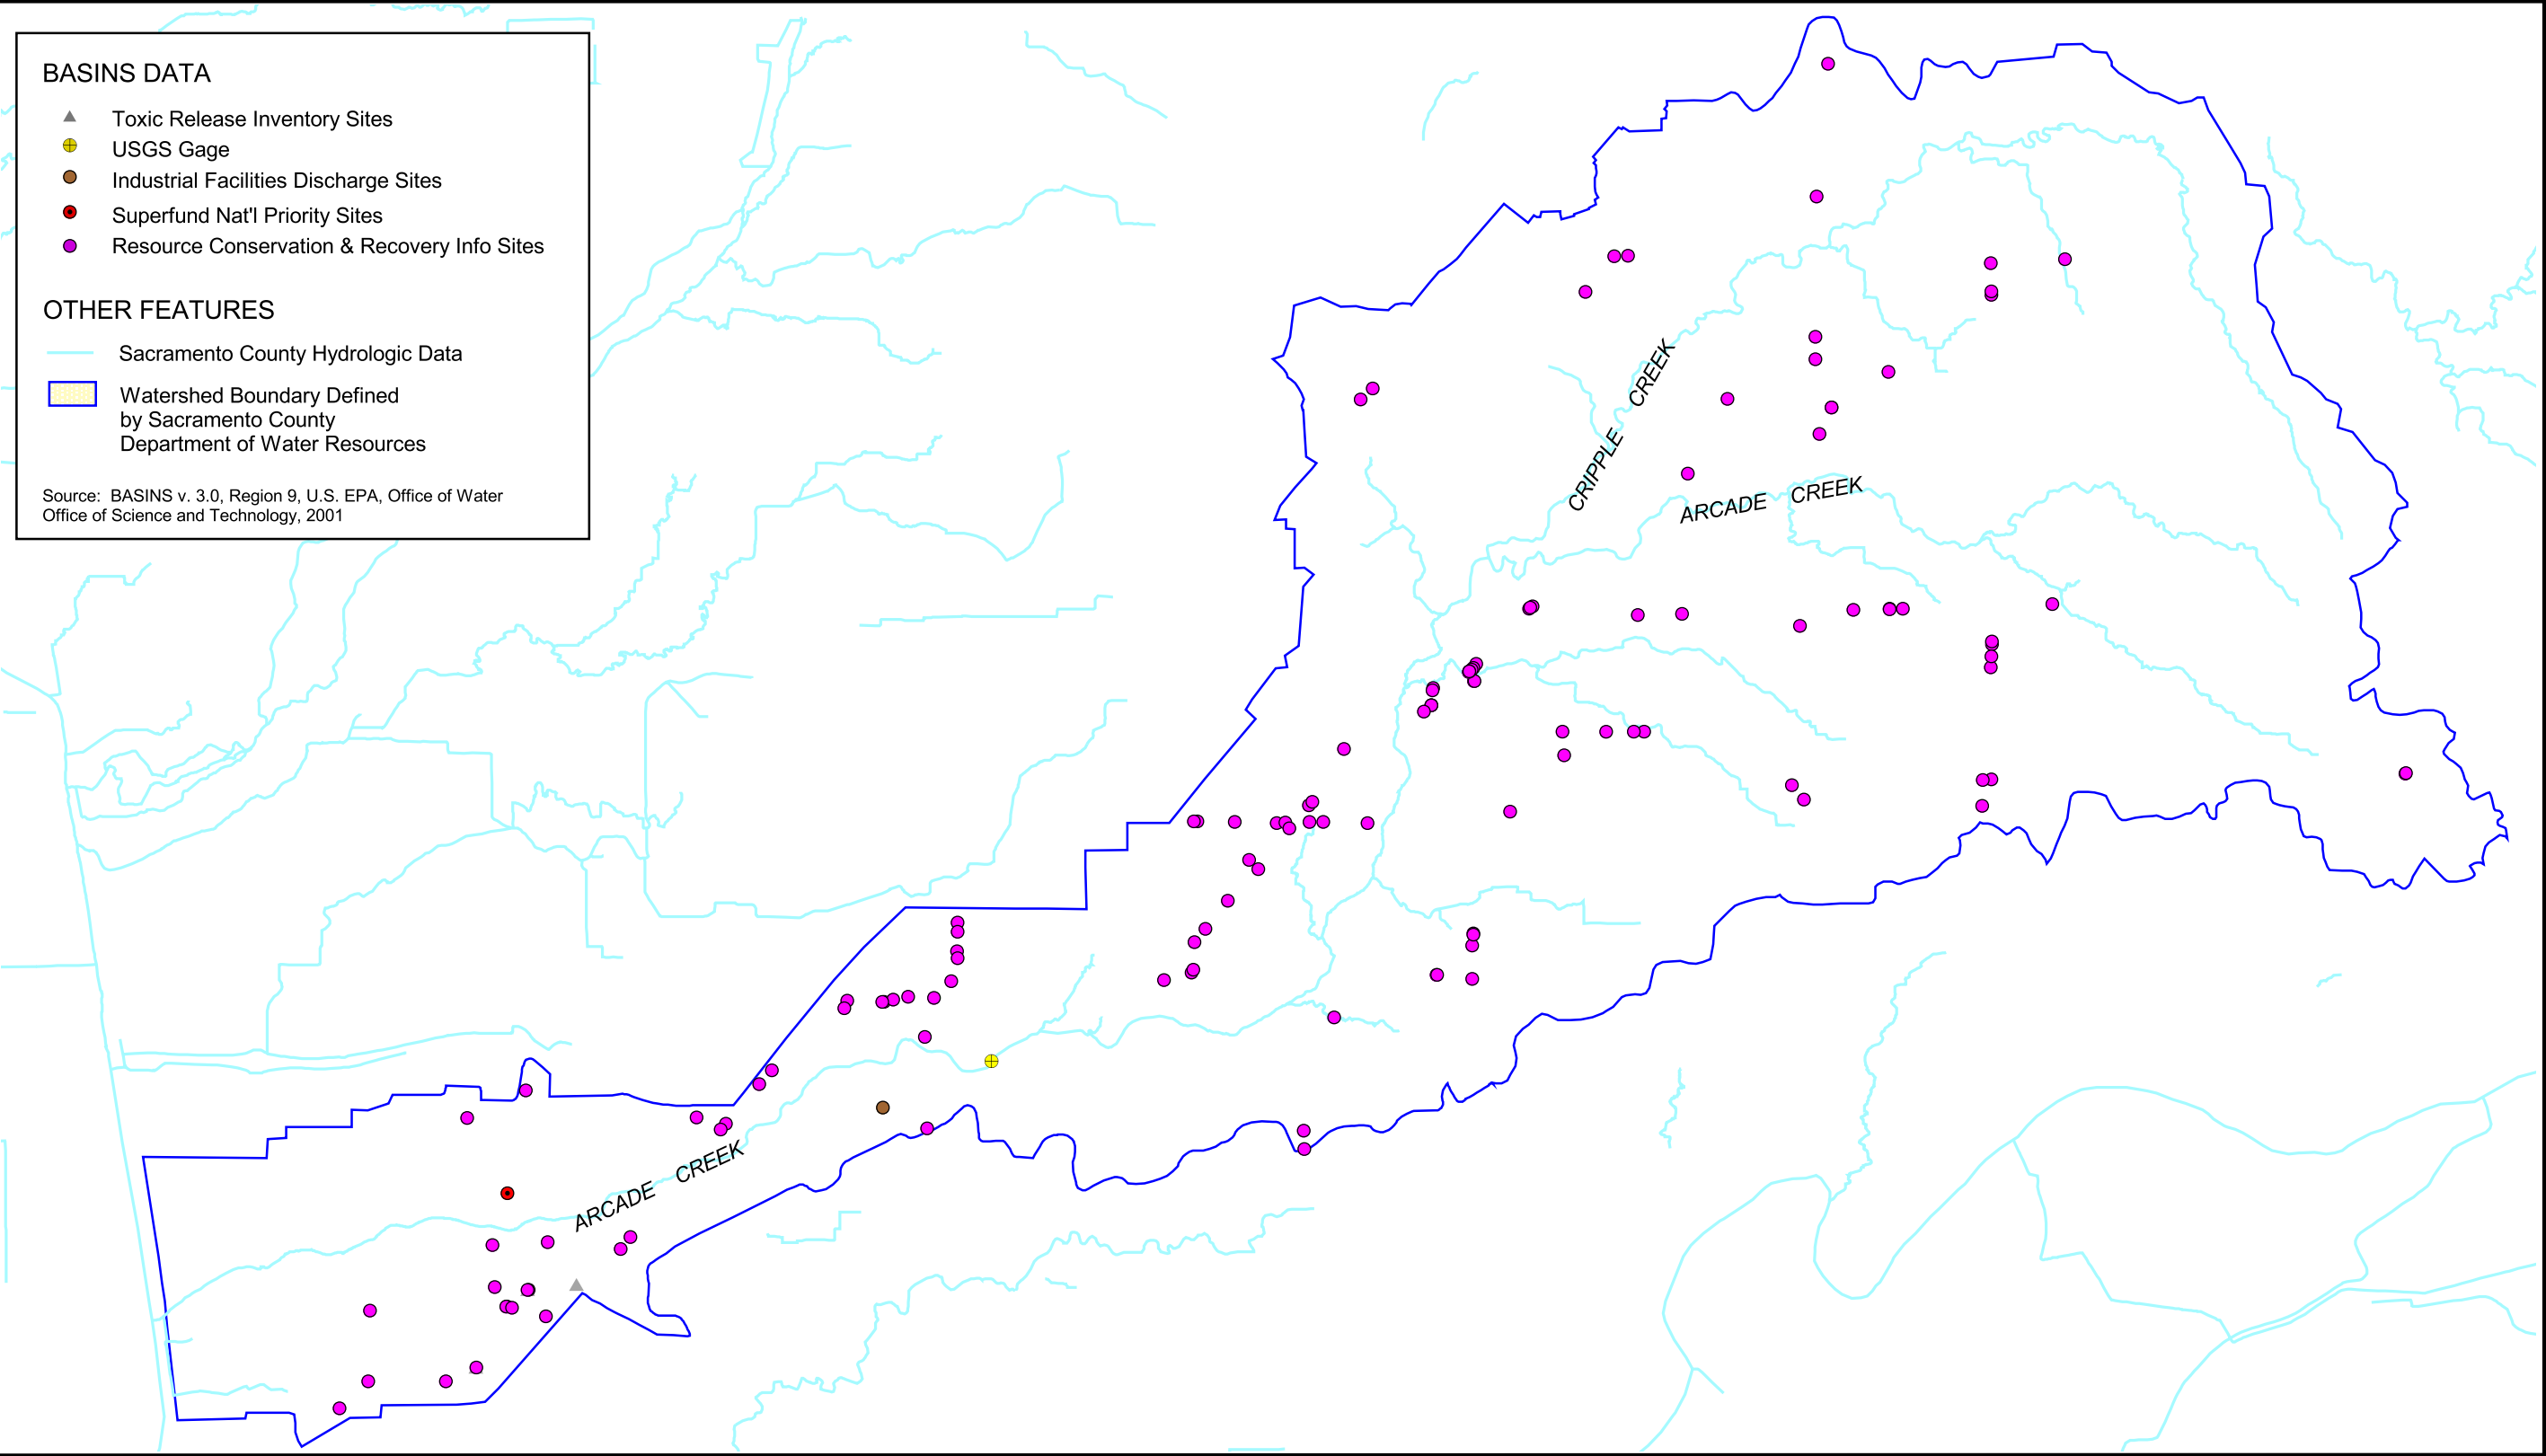 BASINS DATA
Toxic Release Inventory Sites
USGS Gage
Industrial Facilities Discharge Sites
Superfund Nat'l Priority Sites
Resource Conservation & Recovery Info Sites
OTHER FEATURES
Sacramento County Hydrologic Data
Watershed Boundary Defined
by Sacramento County
Department of Water Resources
Source: BASINS v. 3.0, Region 9, U.S. EPA, Office of Water
Office of Science and Technology, 2001
CRIPPLE CREEK
ARCADE CREEK
ARCADE CREEK